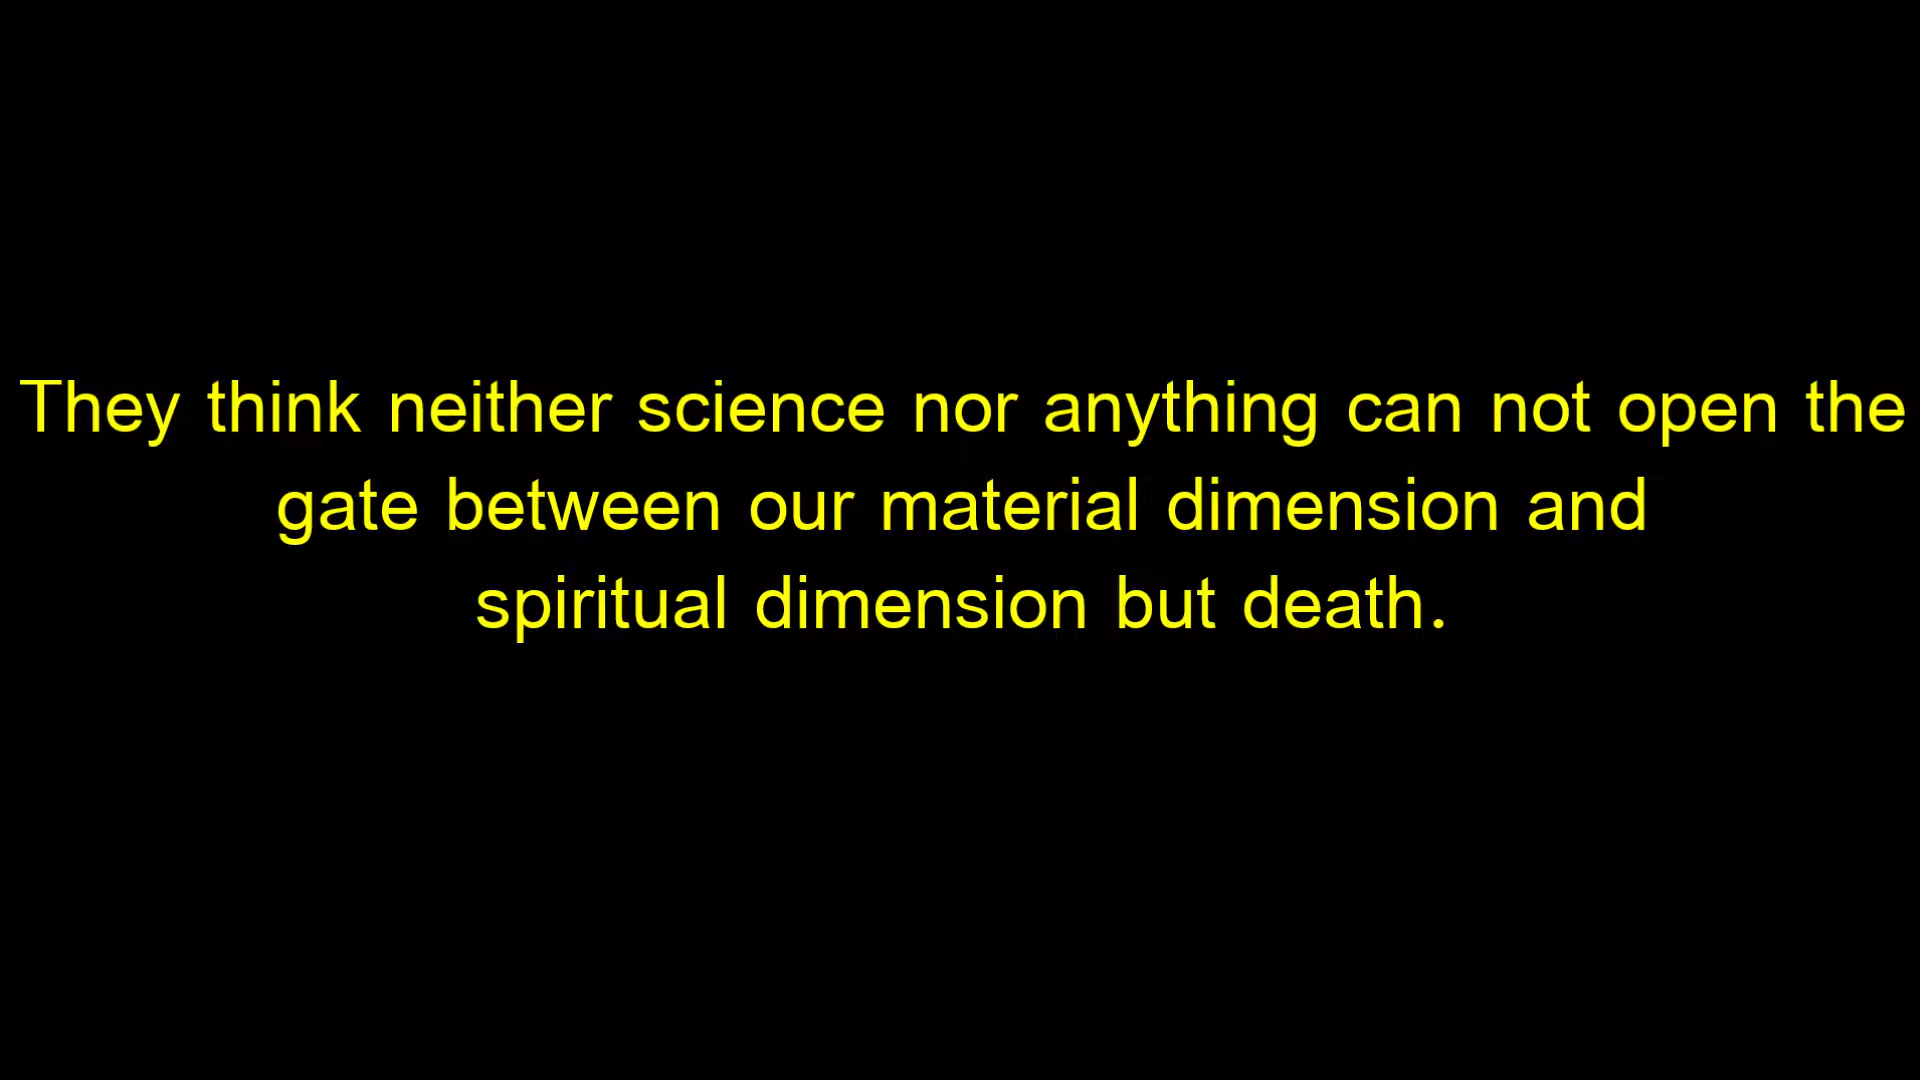 They think neither science nor anything can not open the
gate between our material dimension and
spiritual dimension but death.